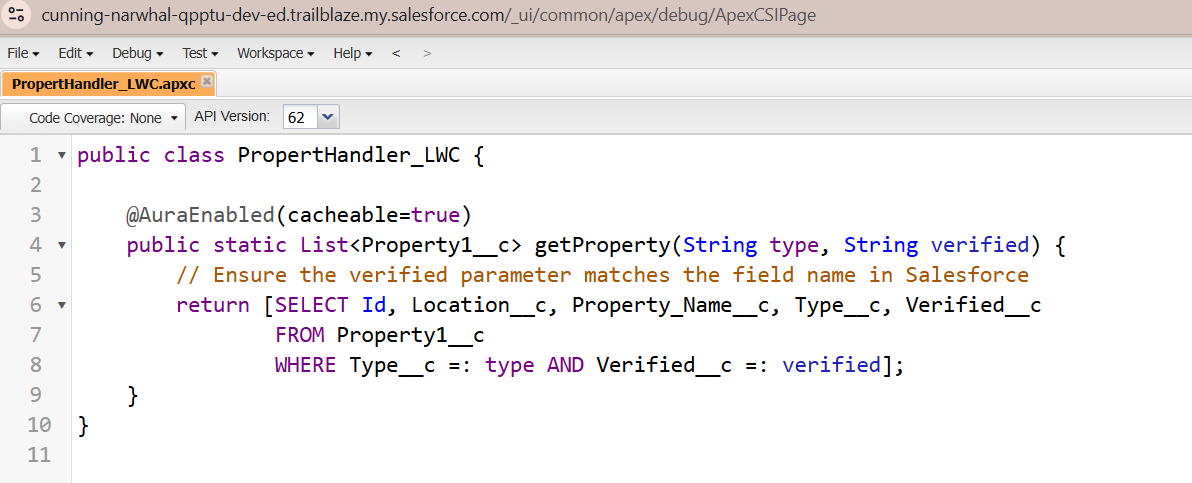 cunning-narwhal-qpptu-dev-ed.trailblaze.my.salesforce.com/_ui/common/apex/debug/ApexCSIPage
File Edit Debug Test Workspace Help < >
PropertHandler_LWC.apxc
Code Coverage: None API Version: 62
1 public class PropertHandler_LWC {
2
3 @AuraEnabled(cacheable=true)
4 public static List<Property1__c> getProperty(String type, String verified) {
5 // Ensure the verified parameter matches the field name in Salesforce
6 return [SELECT Id, Location__c, Property_Name__c, Type__c, Verified__c
7 FROM Property1__c
8 WHERE Type__c =: type AND Verified__c =: verified];
9 }
10 }
11